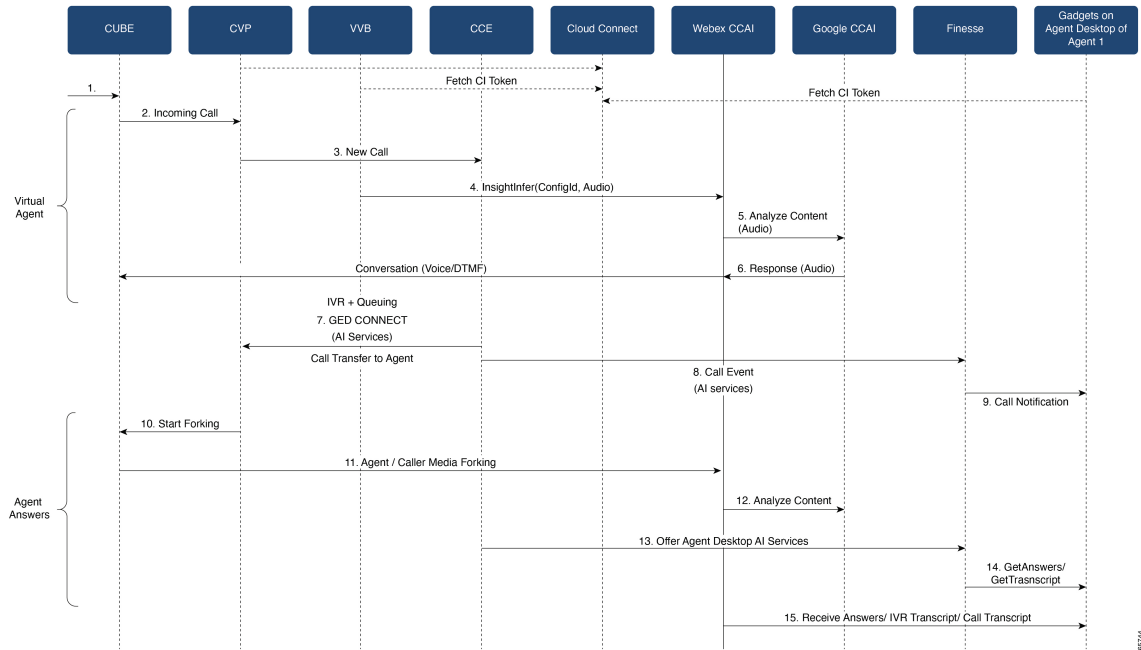 CUBE
CVP
VVB
CCE
Cloud Connect
Webex CCAI
Google CCAI
Finesse
Gadgets on
Agent Desktop of
Agent 1
Fetch CI Token
1.
Fetch CI Token
2. Incoming Call
3. New Call
4. InsightInfer(ConfigId, Audio)
Virtual
Agent
5. Analyze Content
(Audio)
Conversation (Voice/DTMF)
6. Response (Audio)
IVR + Queuing
7. GED CONNECT
(AI Services)
Call Transfer to Agent
8. Call Event
(AI services)
9. Call Notification
10. Start Forking
11. Agent / Caller Media Forking
Agent
Answers
12. Analyze Content
13. Offer Agent Desktop AI Services
14. GetAnswers/
GetTrasnscript
15. Receive Answers/ IVR Transcript/ Call Transcript